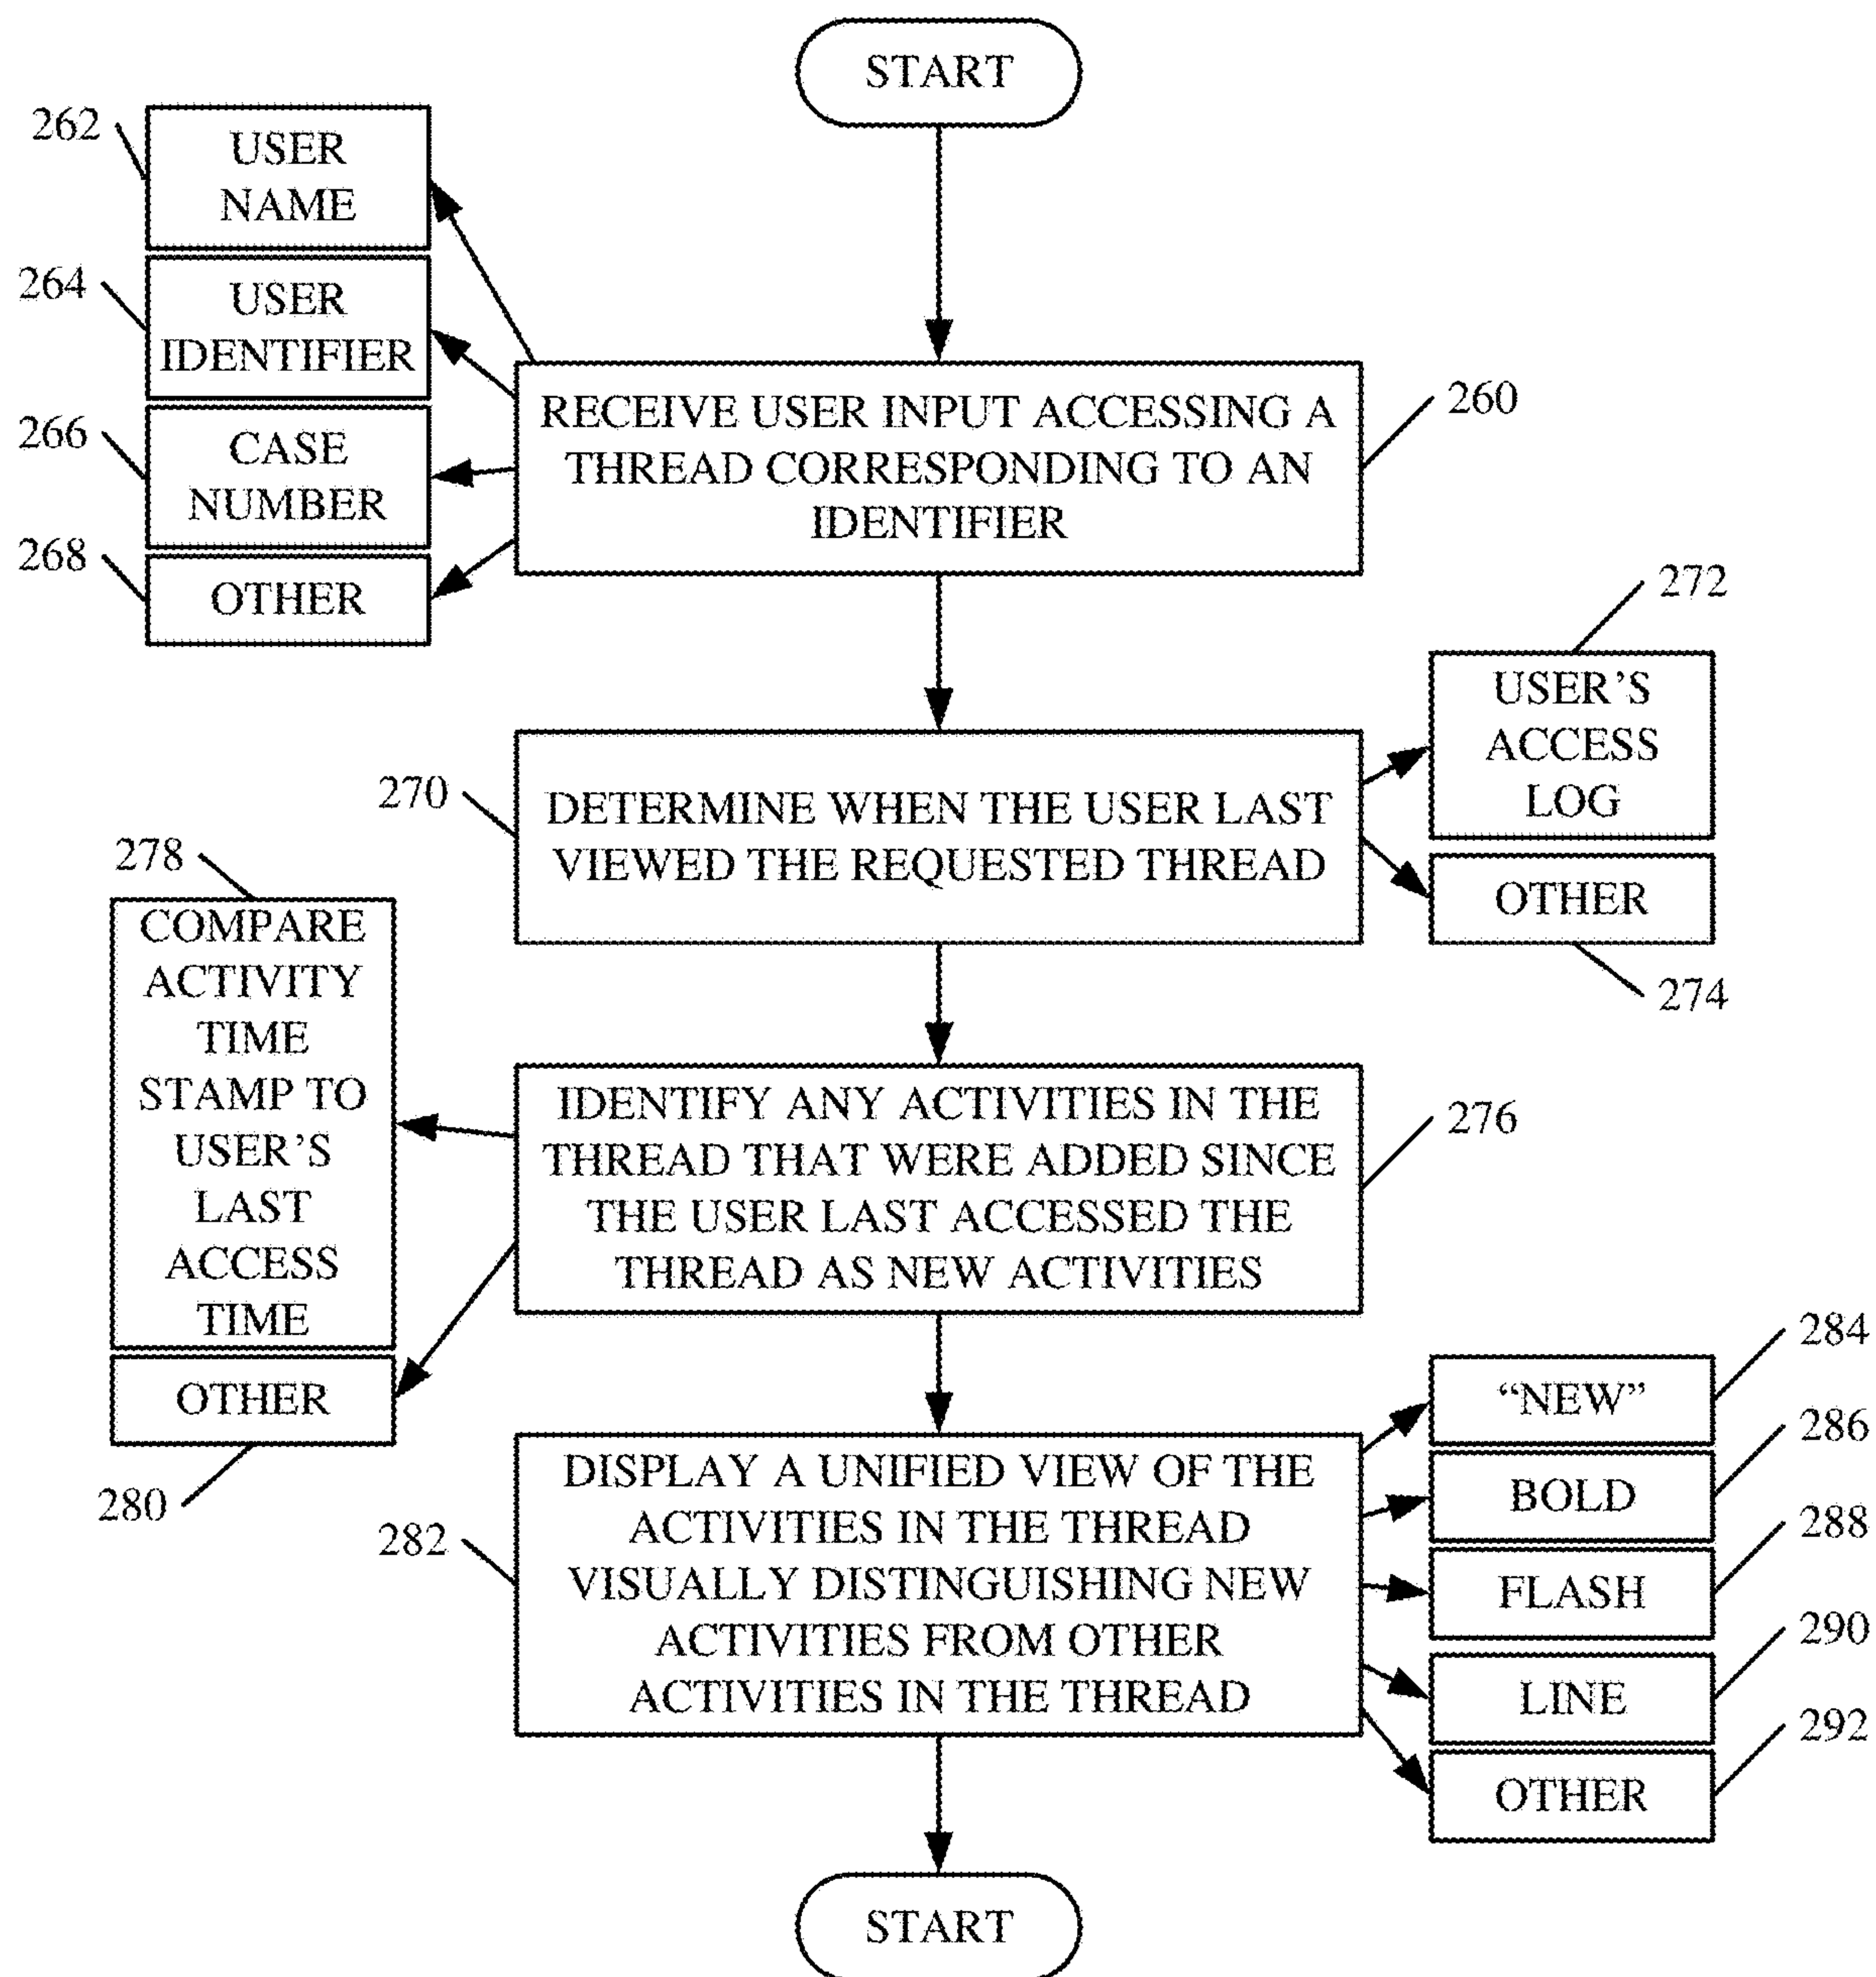 START
262
USER
NAME
264
USER
IDENTIFIER
266
CASE
NUMBER
268
OTHER
RECEIVE USER INPUT ACCESSING A
THREAD CORRESPONDING TO AN
IDENTIFIER
260
272
USER’S
ACCESS
LOG
270
DETERMINE WHEN THE USER LAST
VIEWED THE REQUESTED THREAD
OTHER
274
278
COMPARE
ACTIVITY
TIME
STAMP TO
USER’S
LAST
ACCESS
TIME
OTHER
280
IDENTIFY ANY ACTIVITIES IN THE
THREAD THAT WERE ADDED SINCE
THE USER LAST ACCESSED THE
THREAD AS NEW ACTIVITIES
276
282
DISPLAY A UNIFIED VIEW OF THE
ACTIVITIES IN THE THREAD
VISUALLY DISTINGUISHING NEW
ACTIVITIES FROM OTHER
ACTIVITIES IN THE THREAD
“NEW”
284
BOLD
286
FLASH
288
LINE
290
OTHER
292
START